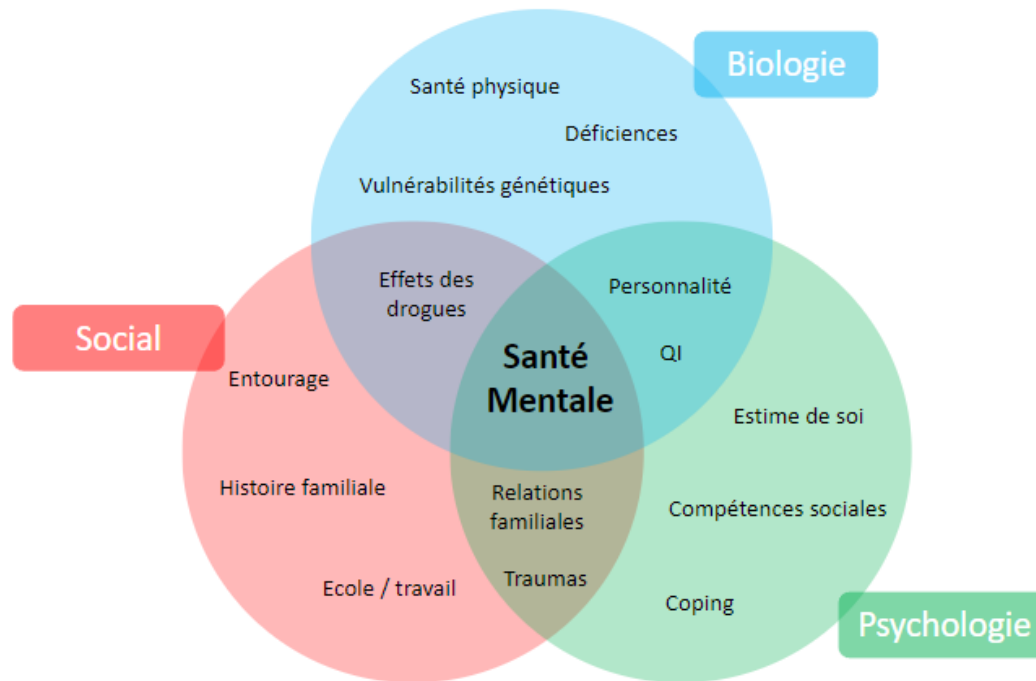 Biologie
Santé physique
Déficiences
Vulnérabilités génétiques
Effets des
drogues
Personnalité
Social
QI
Santé
Mentale
Entourage
Estime de soi
Histoire familiale
Relations
familiales
Compétences sociales
Ecole / travail
Traumas
Coping
Psychologie